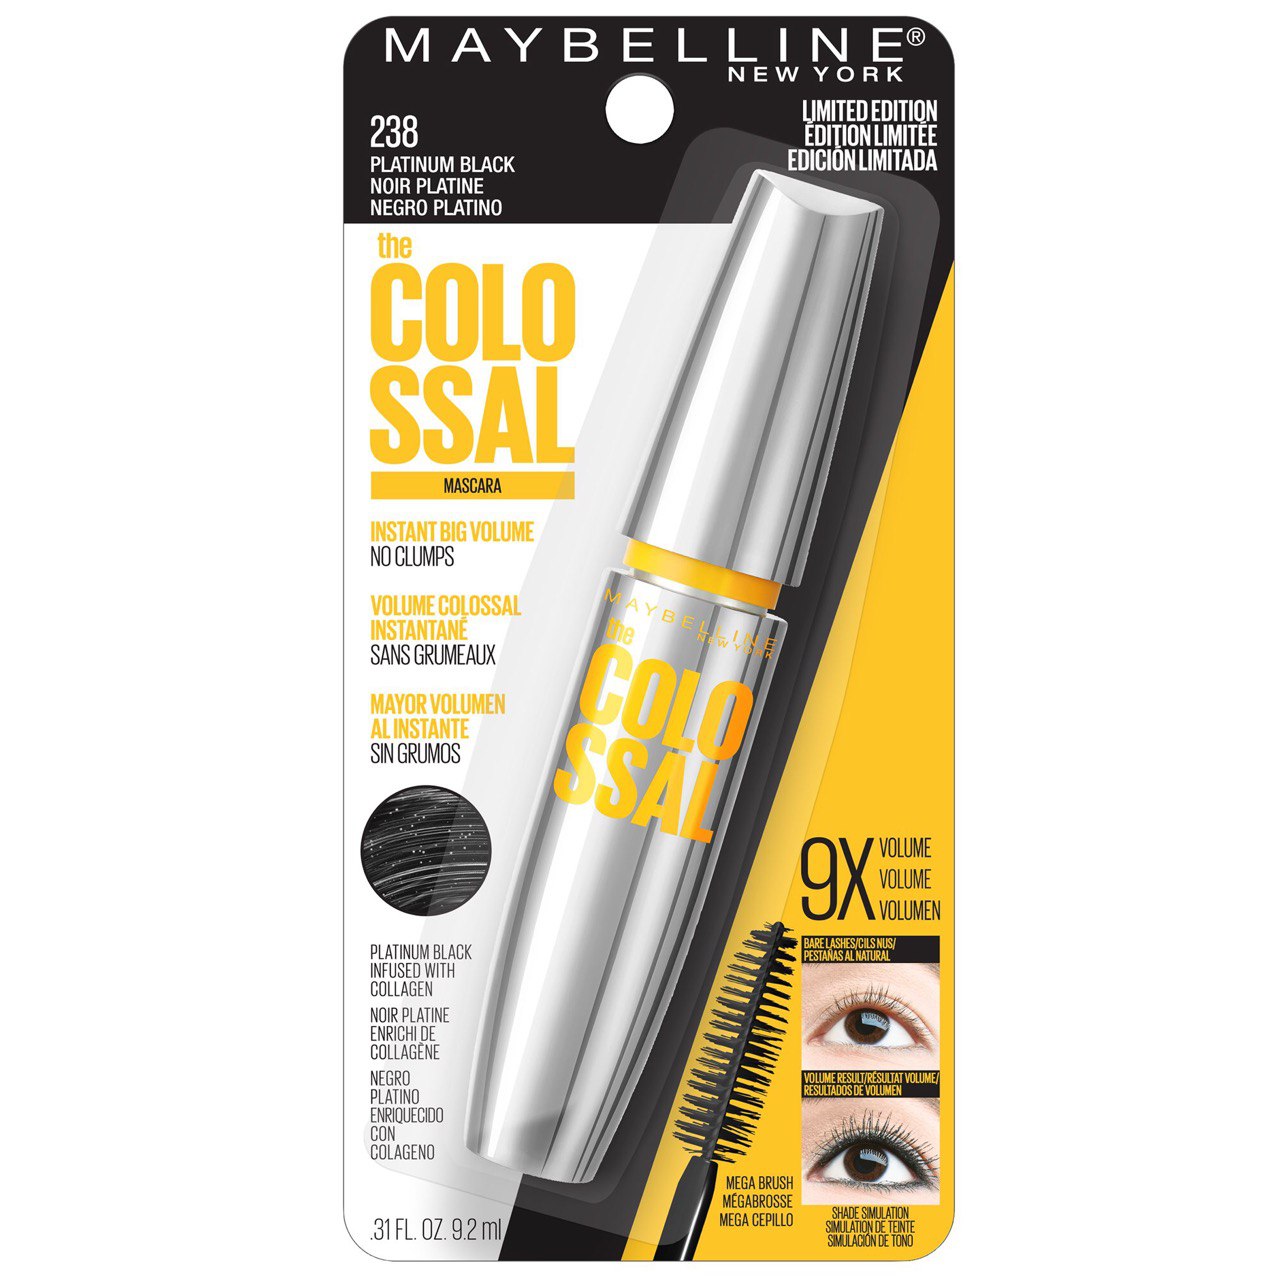 MAYBELLINE®
NEW YORK
LIMITED EDITION
ÉDITION LIMITÉE
EDICIÓN LIMITADA
238
PLATINUM BLACK
NOIR PLATINE
NEGRO PLATINO
the
COLO
SSAL
MASCARA
INSTANT BIG VOLUME
NO CLUMPS
VOLUME COLOSSAL
INSTANTANÉ
SANS GRUMEAUX
MAYOR VOLUMEN
AL INSTANTE
SIN GRUMOS
MAYBELLINE
NEW YORK
the
COLO
SSAL
PLATINUM BLACK
INFUSED WITH
COLLAGEN
NOIR PLATINE
ENRICHI DE
COLLAGÈNE
NEGRO
PLATINO
ENRIQUECIDO
CON
COLAGENO
.31 FL. OZ. 9.2 ml
9X
VOLUME
VOLUME
VOLUMEN
BARE LASHES/CILS NUS/
PESTAÑAS AL NATURAL
VOLUME RESULT/RÉSULTAT VOLUME/
RESULTADOS DE VOLUMEN
MEGA BRUSH
MÉGABROSSE
MEGA CEPILLO
SHADE SIMULATION
SIMULATION DE TEINTE
SIMULACIÓN DE TONO